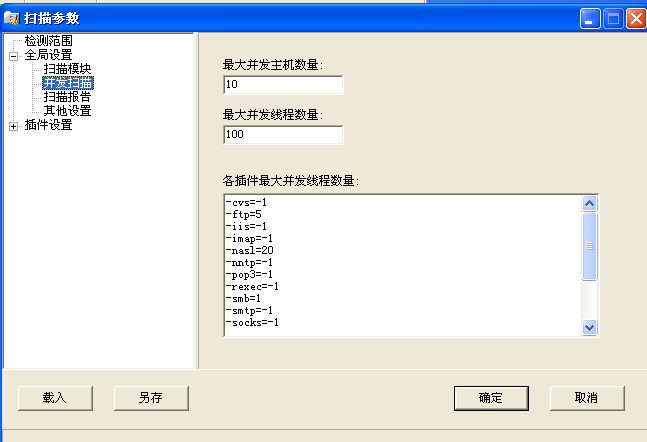 扫描参数
检测范围
全局设置
扫描模块
并发扫描
扫描报告
其他设置
插件设置
最大并发主机数量:
10
最大并发线程数量:
100
各插件最大并发线程数量:
-cvs=-1
-ftp=5
-iis=-1
-imap=-1
-nasl=20
-nntp=-1
-pop3=-1
-rexec=-1
-smb=1
-smtp=-1
-socks=-1
载入
另存
确定
取消